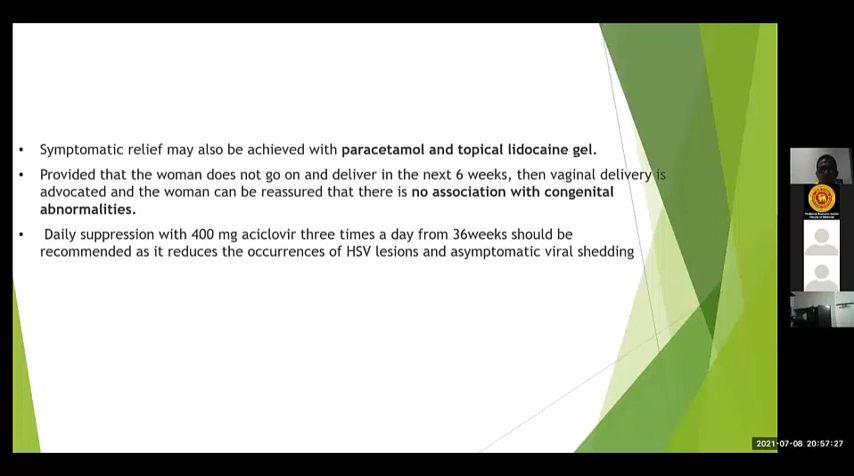 • Symptomatic relief may also be achieved with paracetamol and topical lidocaine gel.
• Provided that the woman does not go on and deliver in the next 6 weeks, then vaginal delivery is
advocated and the woman can be reassured that there is no association with congenital
abnormalities.
• Daily suppression with 400 mg aciclovir three times a day from 36weeks should be
recommended as it reduces the occurrences of HSV lesions and asymptomatic viral shedding
2021-07-08 20:57:27